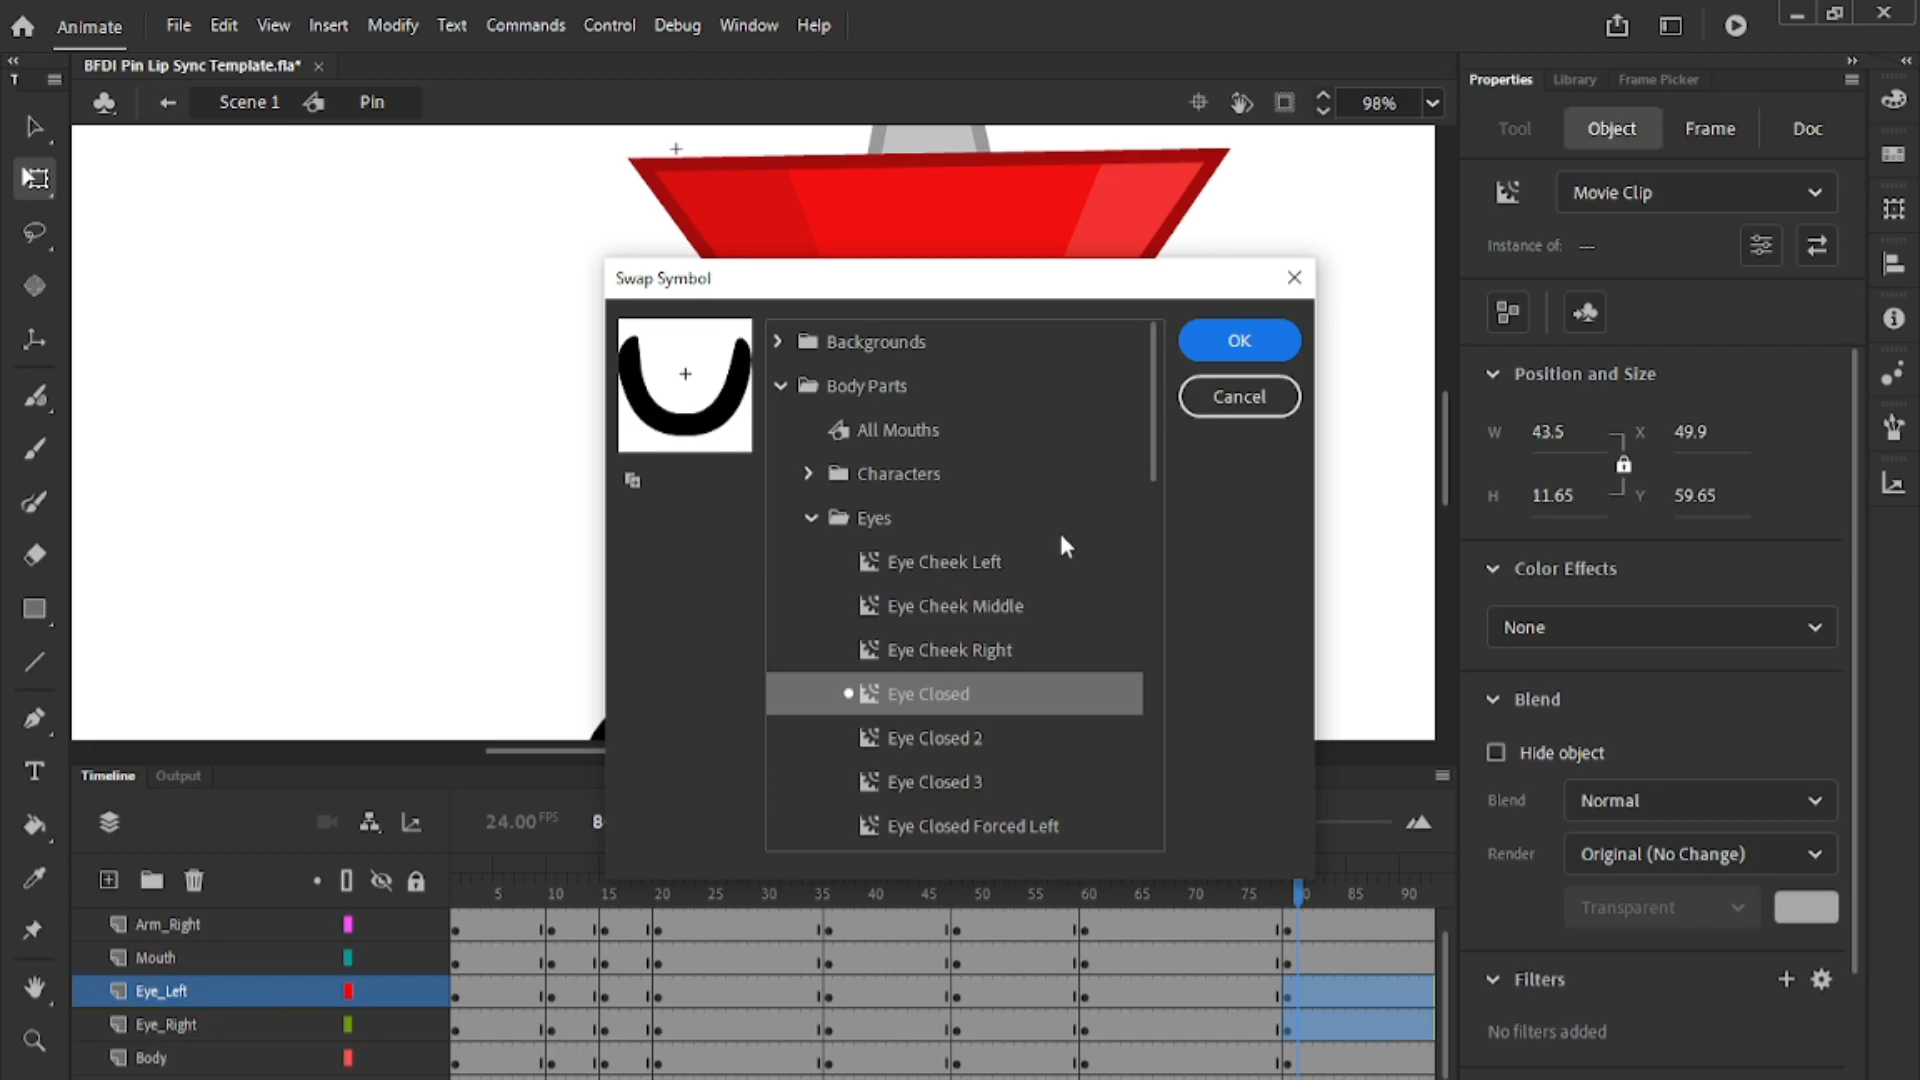 Animate File Edit View Insert Modify Text Commands Control Debug Window Help
T BFDI Pin Lip Sync Template.fla*
Scene 1 Pin 98%
Properties Library Frame Picker
Tool Object Frame Doc
Movie Clip
Instance of: —
Position and Size
W 43.5 X 49.9
H 11.65 Y 59.65
Color Effects
None
Blend
Hide object
Blend Normal
Render Original (No Change)
Transparent
Filters
No filters added
Swap Symbol
Backgrounds
Body Parts
All Mouths
Characters
Eyes
Eye Cheek Left
Eye Cheek Middle
Eye Cheek Right
Eye Closed
Eye Closed 2
Eye Closed 3
Eye Closed Forced Left
OK
Cancel
Timeline Output
24.00 FPS 8
5 10 15 20 25 30 35 40 45 50 55 60 65 70 75 80 85 90
Arm_Right
Mouth
Eye_Left
Eye_Right
Body